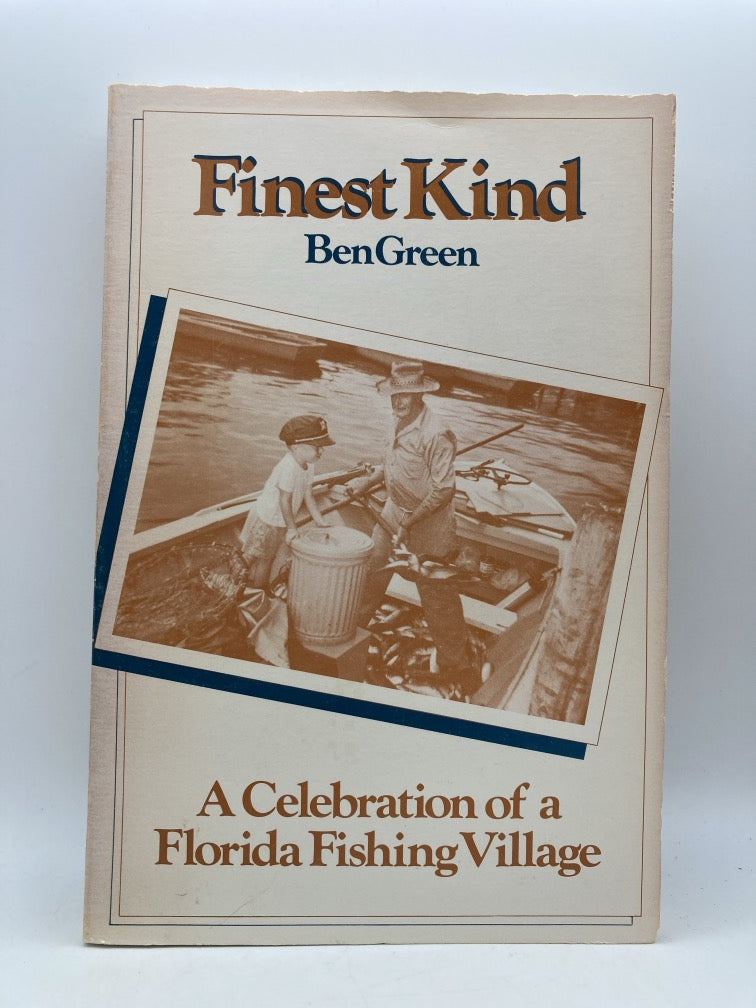 Finest Kind
Ben Green
A Celebration of a
Florida Fishing Village